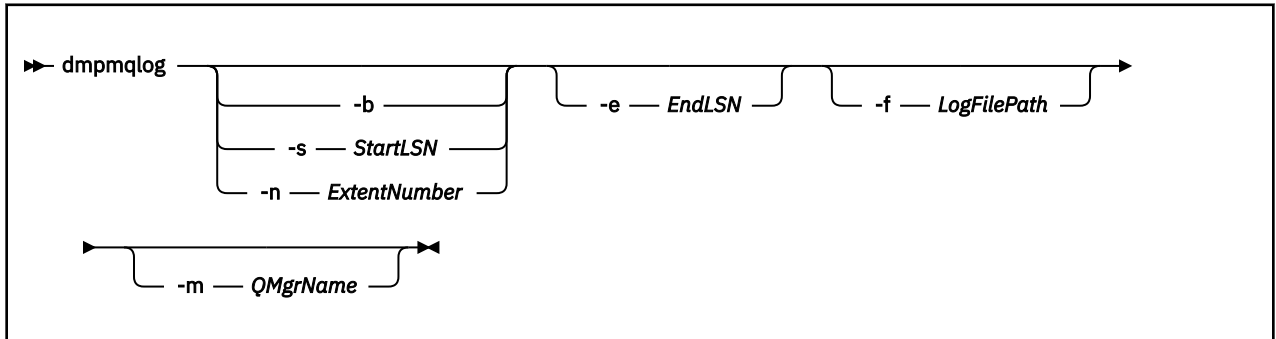 dmpmqlog
-b
-s StartLSN
-n ExtentNumber
-e EndLSN
-f LogFilePath
-m QMgrName